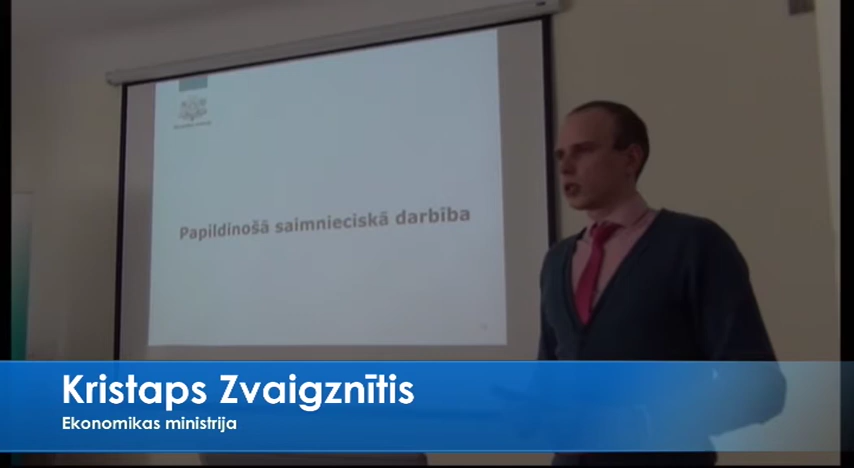 Papildinošā saimnieciskā darbība
Kristaps Zvaigznītis
Ekonomikas ministrija